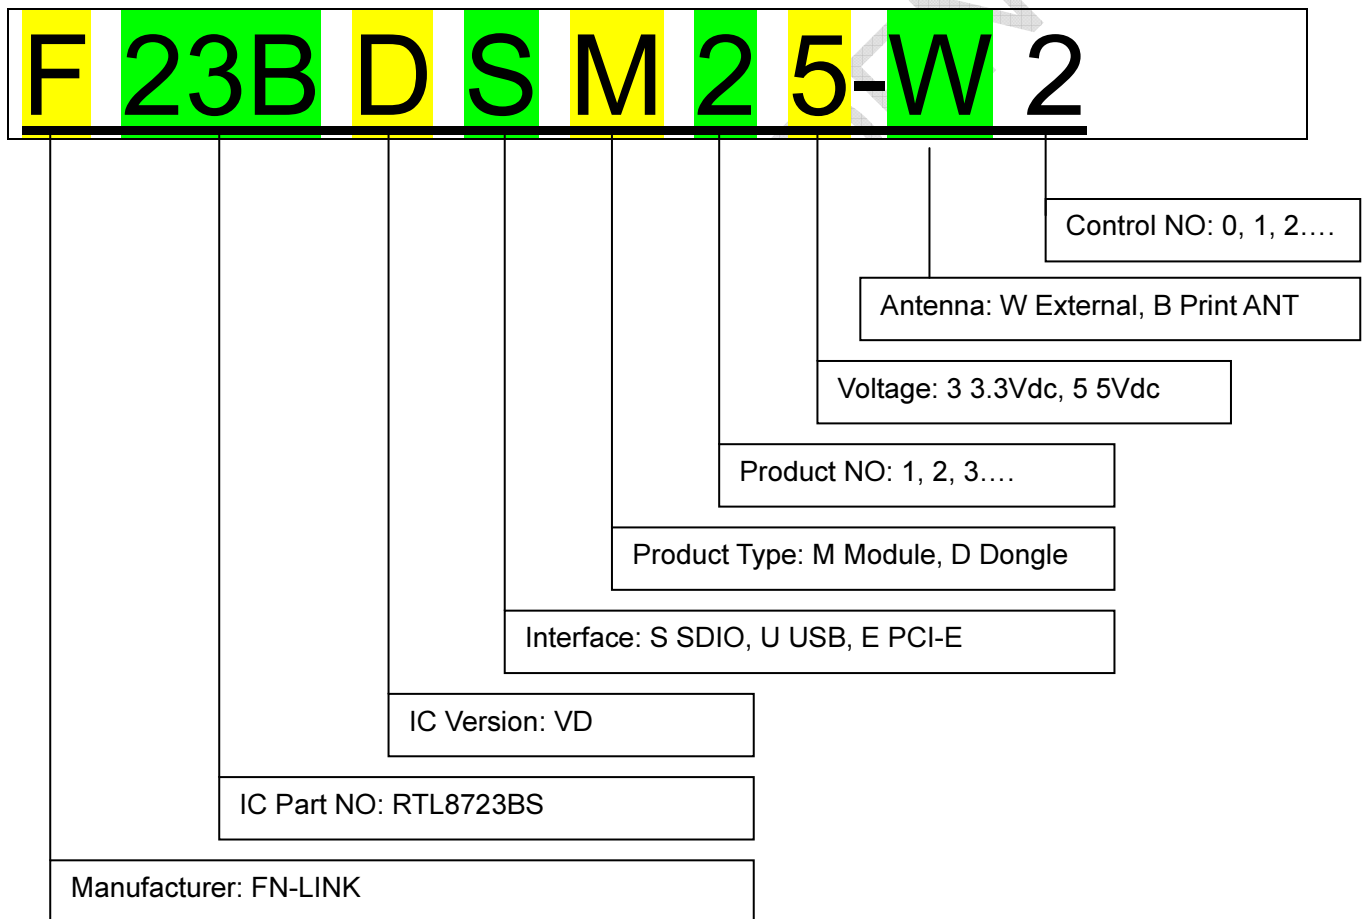 F 23B D S M 2 5-W 2
Control NO: 0, 1, 2….
Antenna: W External, B Print ANT
Voltage: 3 3.3Vdc, 5 5Vdc
Product NO: 1, 2, 3….
Product Type: M Module, D Dongle
Interface: S SDIO, U USB, E PCI-E
IC Version: VD
IC Part NO: RTL8723BS
Manufacturer: FN-LINK